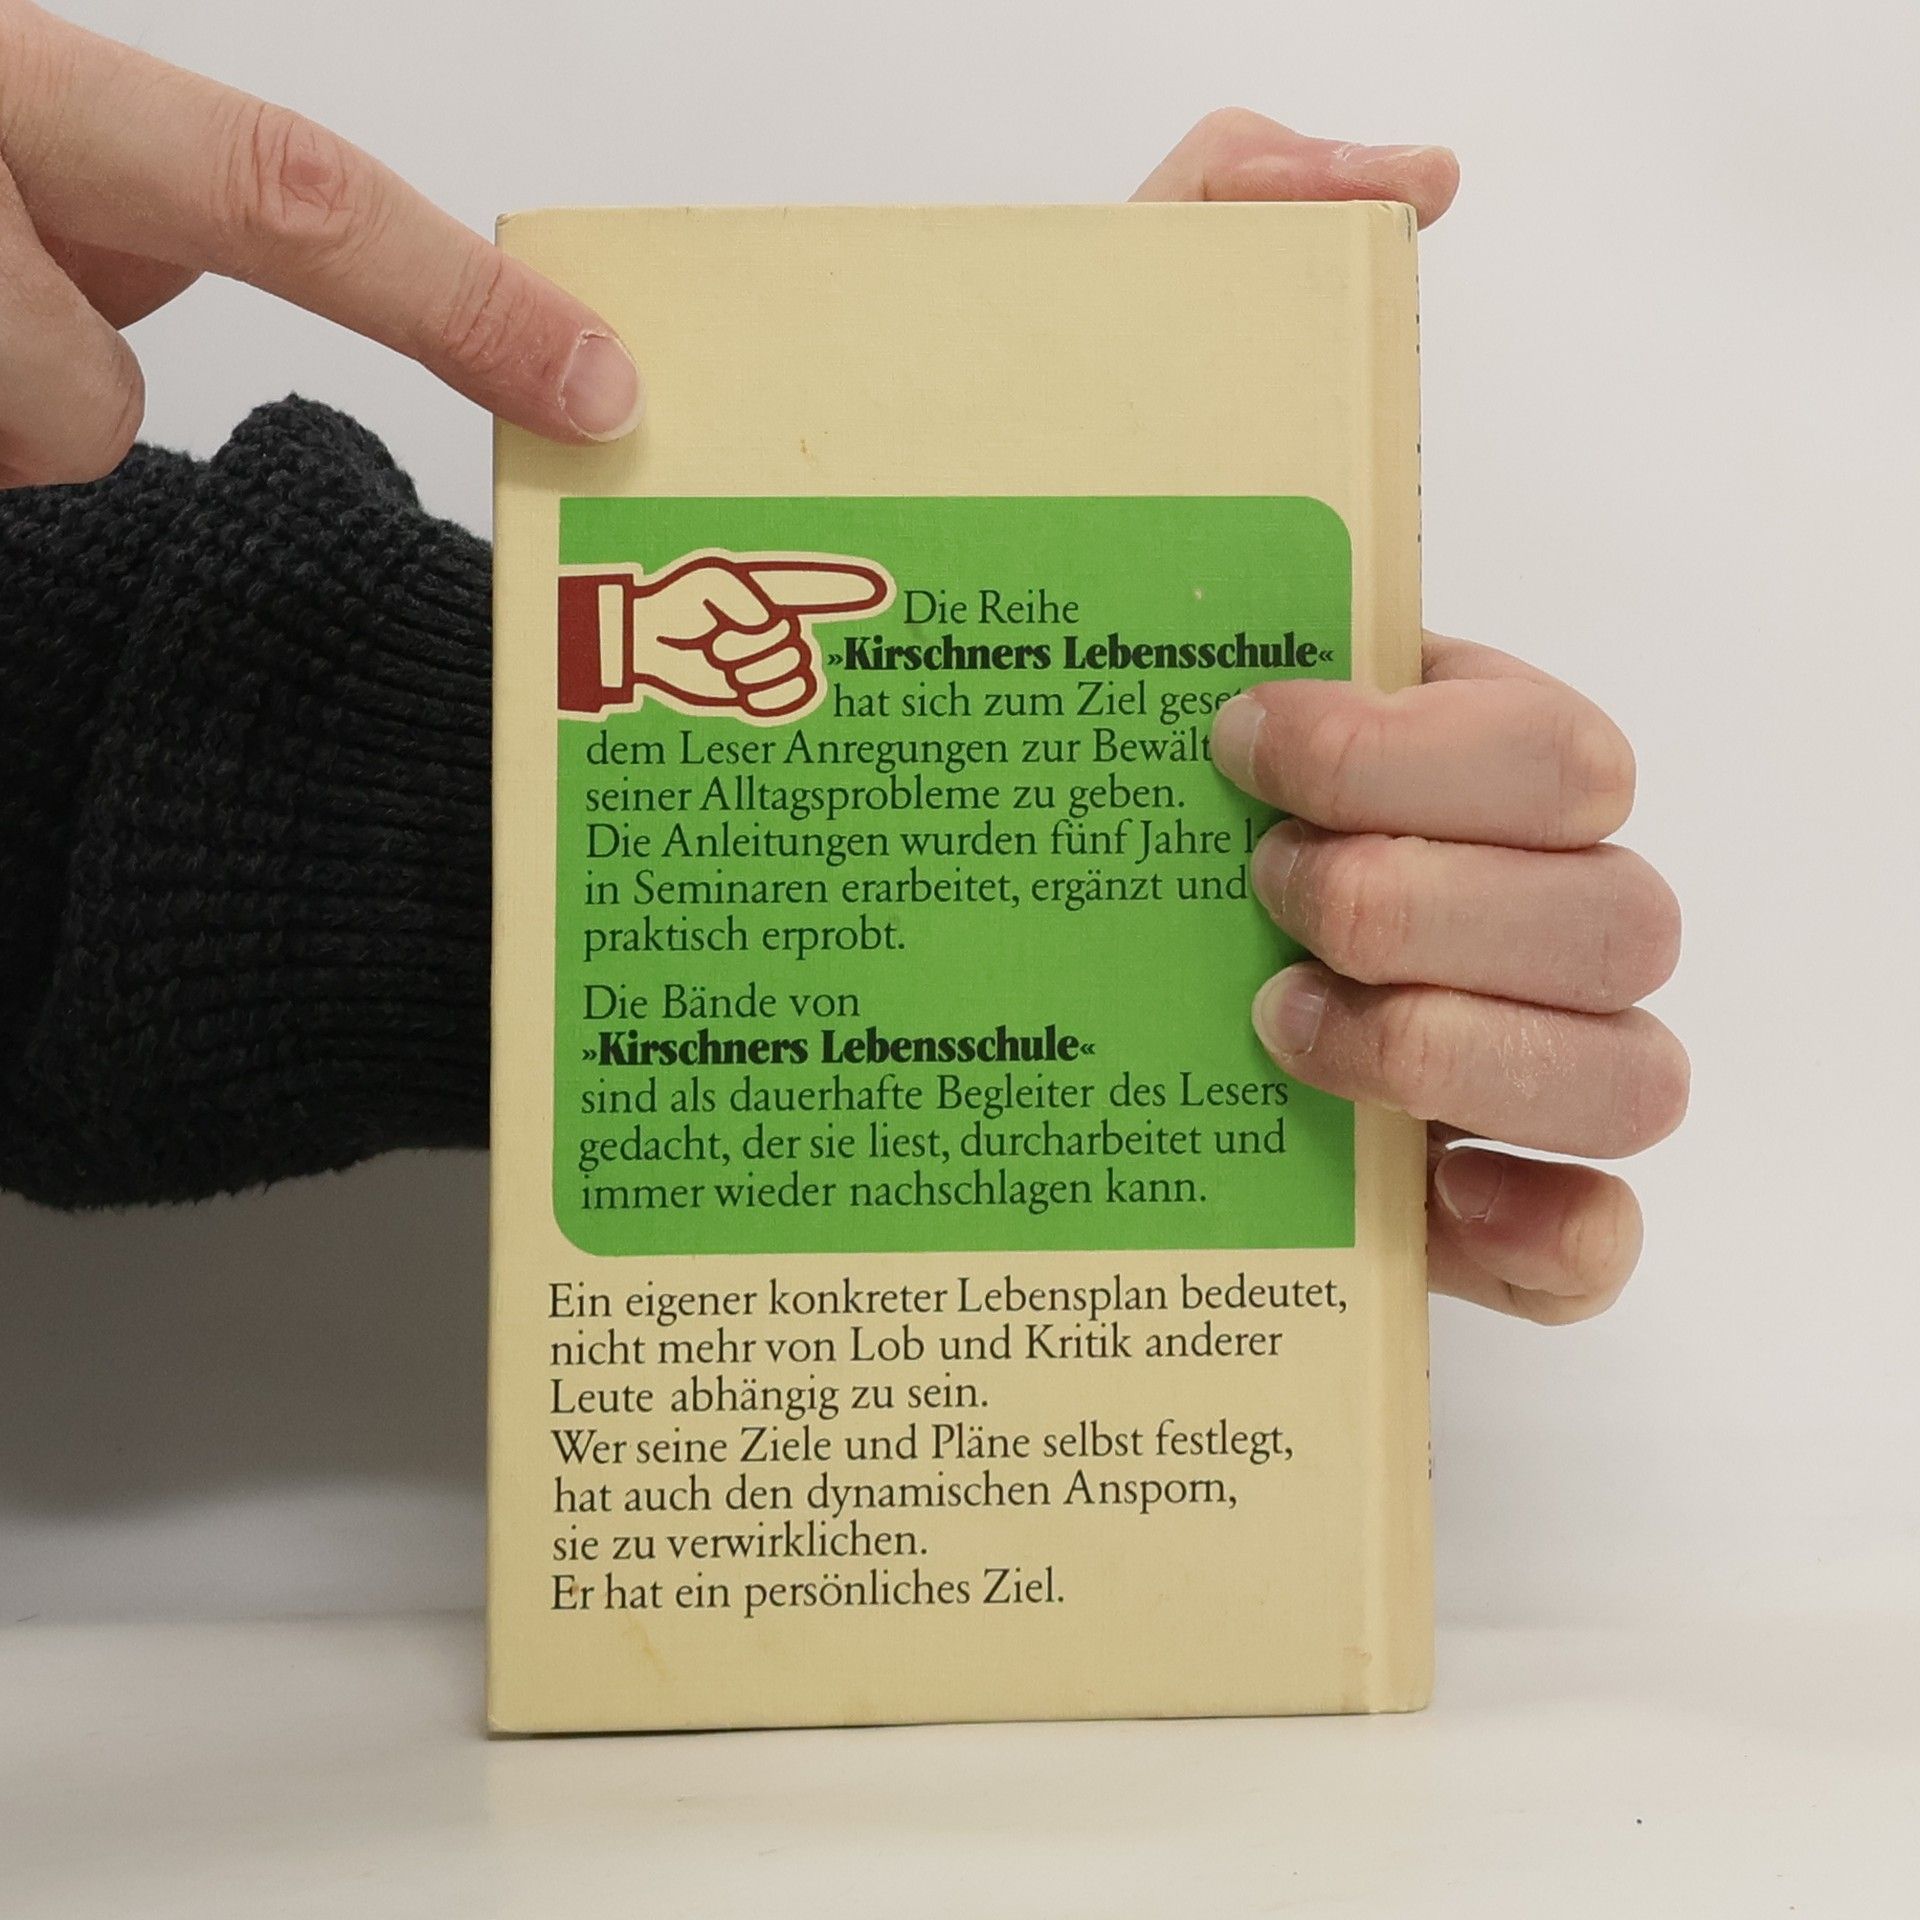 Die Reihe
»Kirschners Lebensschule«
hat sich zum Ziel
dem Leser Anregungen zur
seiner Alltagsprobleme zu geben.
Die Anleitungen wurden fünf Jahre
in Seminaren erarbeitet, ergänzt und
praktisch erprobt.
Die Bände von
»Kirschners Lebensschule«
sind als dauerhafte Begleiter des Lesers
gedacht, der sie liest, durcharbeitet und
immer wieder nachschlagen kann.
Ein eigener konkreter Lebensplan bedeutet,
nicht mehr von Lob und Kritik anderer
Leute abhängig zu sein.
Wer seine Ziele und Pläne selbst festlegt,
hat auch den dynamischen Ansporn,
sie zu verwirklichen.
Er hat ein persönliches Ziel.